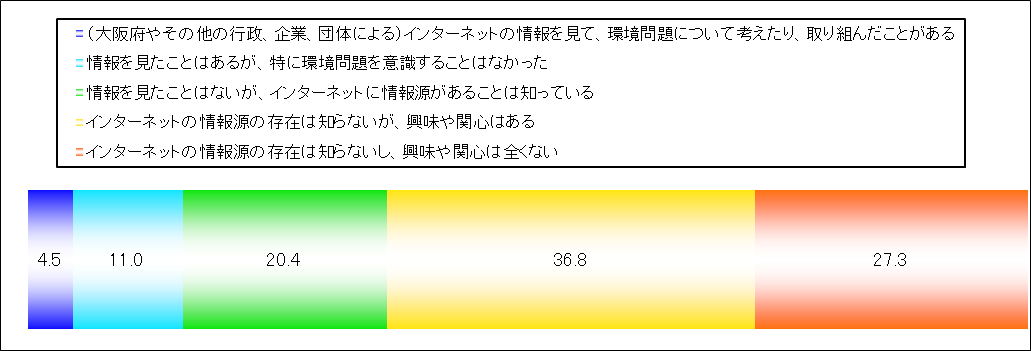 （大阪府やその他の行政、企業、団体による）インターネットの情報を見て、環境問題について考えたり、取り組んだことがある
情報を見たことはあるが、特に環境問題を意識することはなかった
情報を見たことはないが、インターネットに情報源があることは知っている
インターネットの情報源の存在は知らないが、興味や関心はある
インターネットの情報源の存在は知らないし、興味や関心は全くない
4.5 11.0 20.4 36.8 27.3